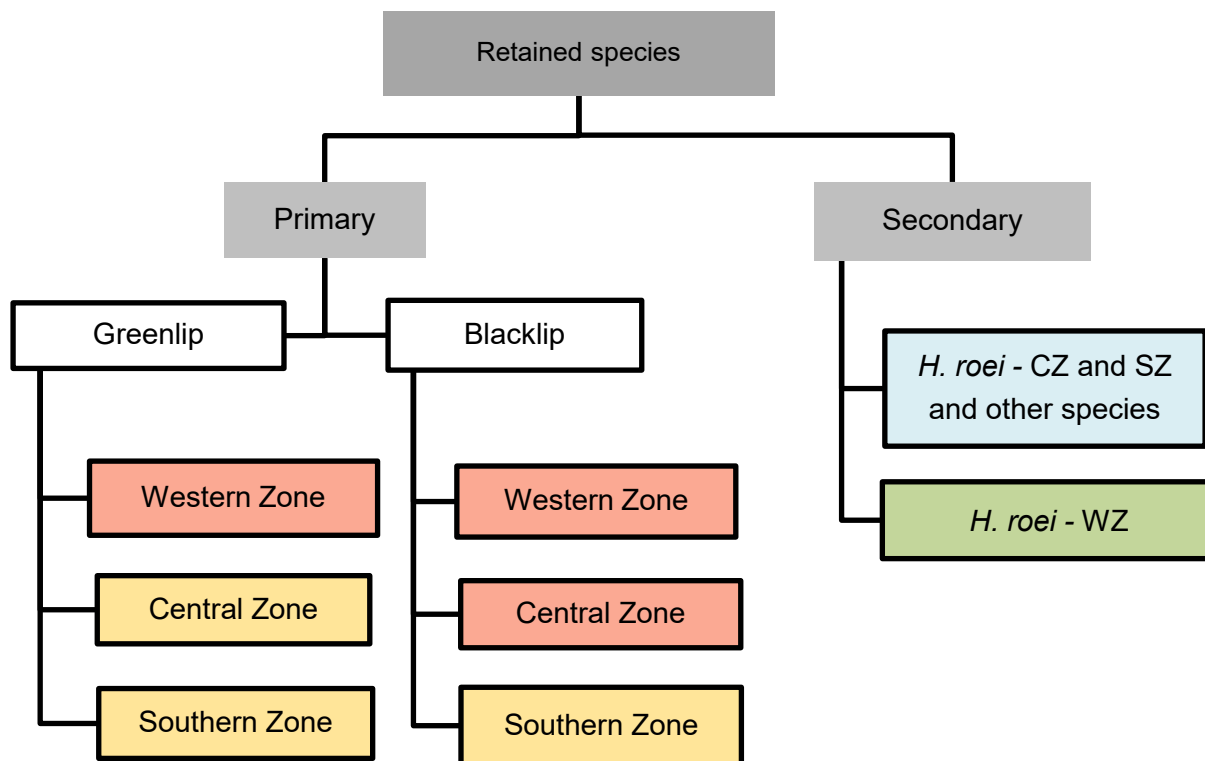 Retained species
Primary
Secondary
Greenlip
Blacklip
H. roei - CZ and SZ
and other species
Western Zone
Western Zone
H. roei - WZ
Central Zone
Central Zone
Southern Zone
Southern Zone